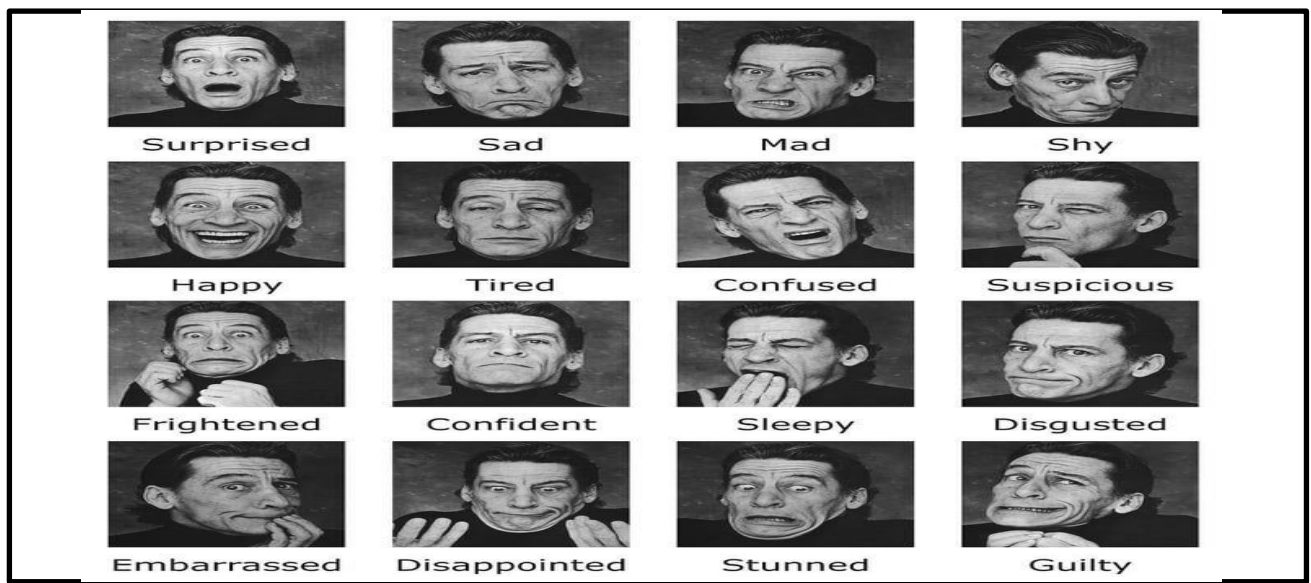 Surprised Sad Mad Shy
Happy Tired Confused Suspicious
Frightened Confident Sleepy Disgusted
Embarrassed Disappointed Stunned Guilty